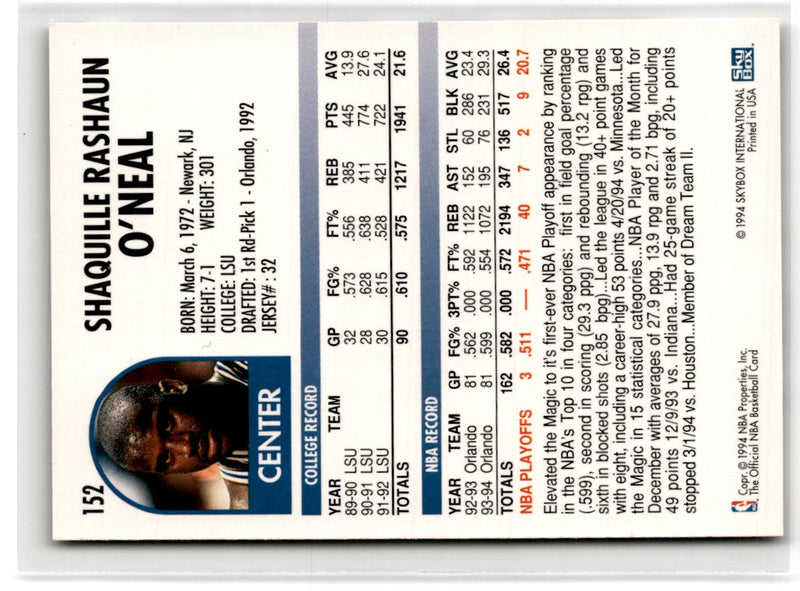 152
SHAQUILLE RASHAUN
O'NEAL
CENTER
BORN: March 6, 1972 - Newark, NJ
HEIGHT: 7-1 WEIGHT: 301
COLLEGE: LSU
DRAFTED: 1st Rd-Pick 1 - Orlando, 1992
JERSEY#: 32
COLLEGE RECORD
YEAR TEAM GP FG% FT% REB PTS AVG
89-90 LSU 32 .573 .556 385 445 13.9
90-91 LSU 28 .628 .638 411 774 27.6
91-92 LSU 30 .615 .528 421 722 24.1
TOTALS 90 .610 .575 1217 1941 21.6
NBA RECORD
YEAR TEAM GP FG% 3PT% FT% REB AST STL BLK AVG
92-93 Orlando 81 .562 .000 .592 1122 152 60 286 23.4
93-94 Orlando 81 .599 .000 .554 1072 195 76 231 29.3
TOTALS 162 .582 .000 .572 2194 347 136 517 26.4
NBA PLAYOFFS 3 .511 — .471 40 7 2 9 20.7
Elevated the Magic to it's first-ever NBA Playoff appearance by ranking
in the NBA's Top 10 in four categories: first in field goal percentage
(.599), second in scoring (29.3 ppg) and rebounding (13.2 rpg) and
sixth in blocked shots (2.85 bpg)...Led the league in 40+ point games
with eight, including a career-high 53 points 4/20/94 vs. Minnesota...Led
the Magic in 15 statistical categories...NBA Player of the Month for
December with averages of 27.9 ppg, 13.9 rpg and 2.71 bpg, including
49 points 12/9/93 vs. Indiana...Had 25-game streak of 20+ points
stopped 3/1/94 vs. Houston...Member of Dream Team II.
Copr. © 1994 NBA Properties, Inc.
The Official NBA Basketball Card
© 1994 SKYBOX INTERNATIONAL
Printed in USA
SkyBOX